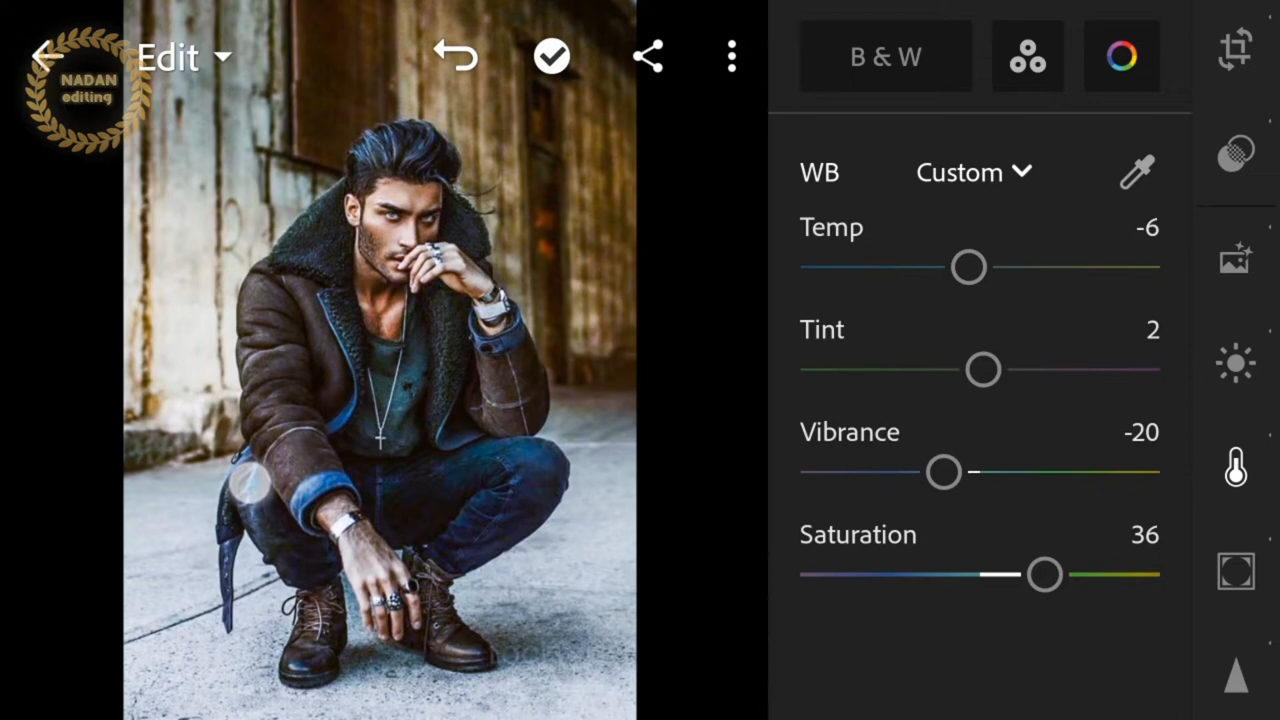 NADAN
editing
Edit
B & W
WB
Custom
Temp
-6
Tint
2
Vibrance
-20
Saturation
36